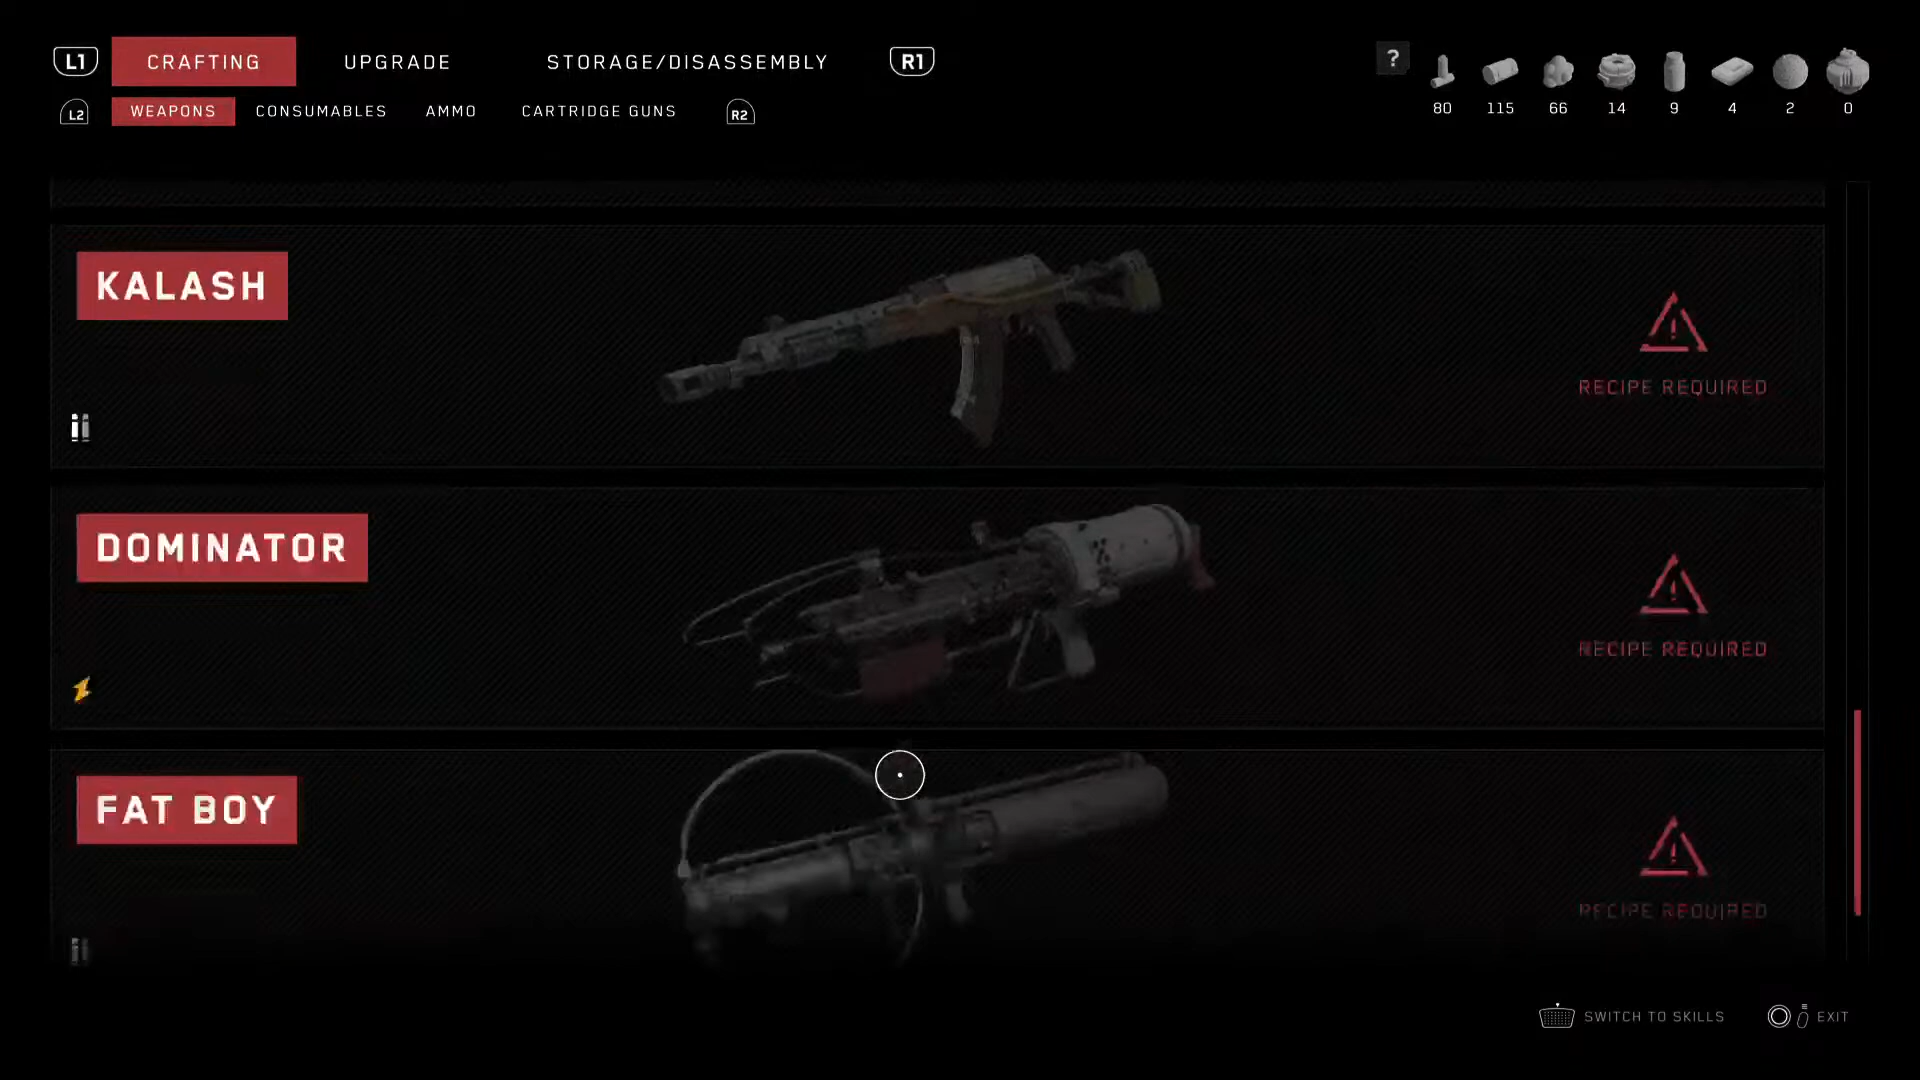 L1 CRAFTING UPGRADE STORAGE/DISASSEMBLY R1 ?
80 115 66 14 9 4 2 0
L2 WEAPONS CONSUMABLES AMMO CARTRIDGE GUNS R2
KALASH
RECIPE REQUIRED
DOMINATOR
RECIPE REQUIRED
FAT BOY
RECIPE REQUIRED
SWITCH TO SKILLS EXIT